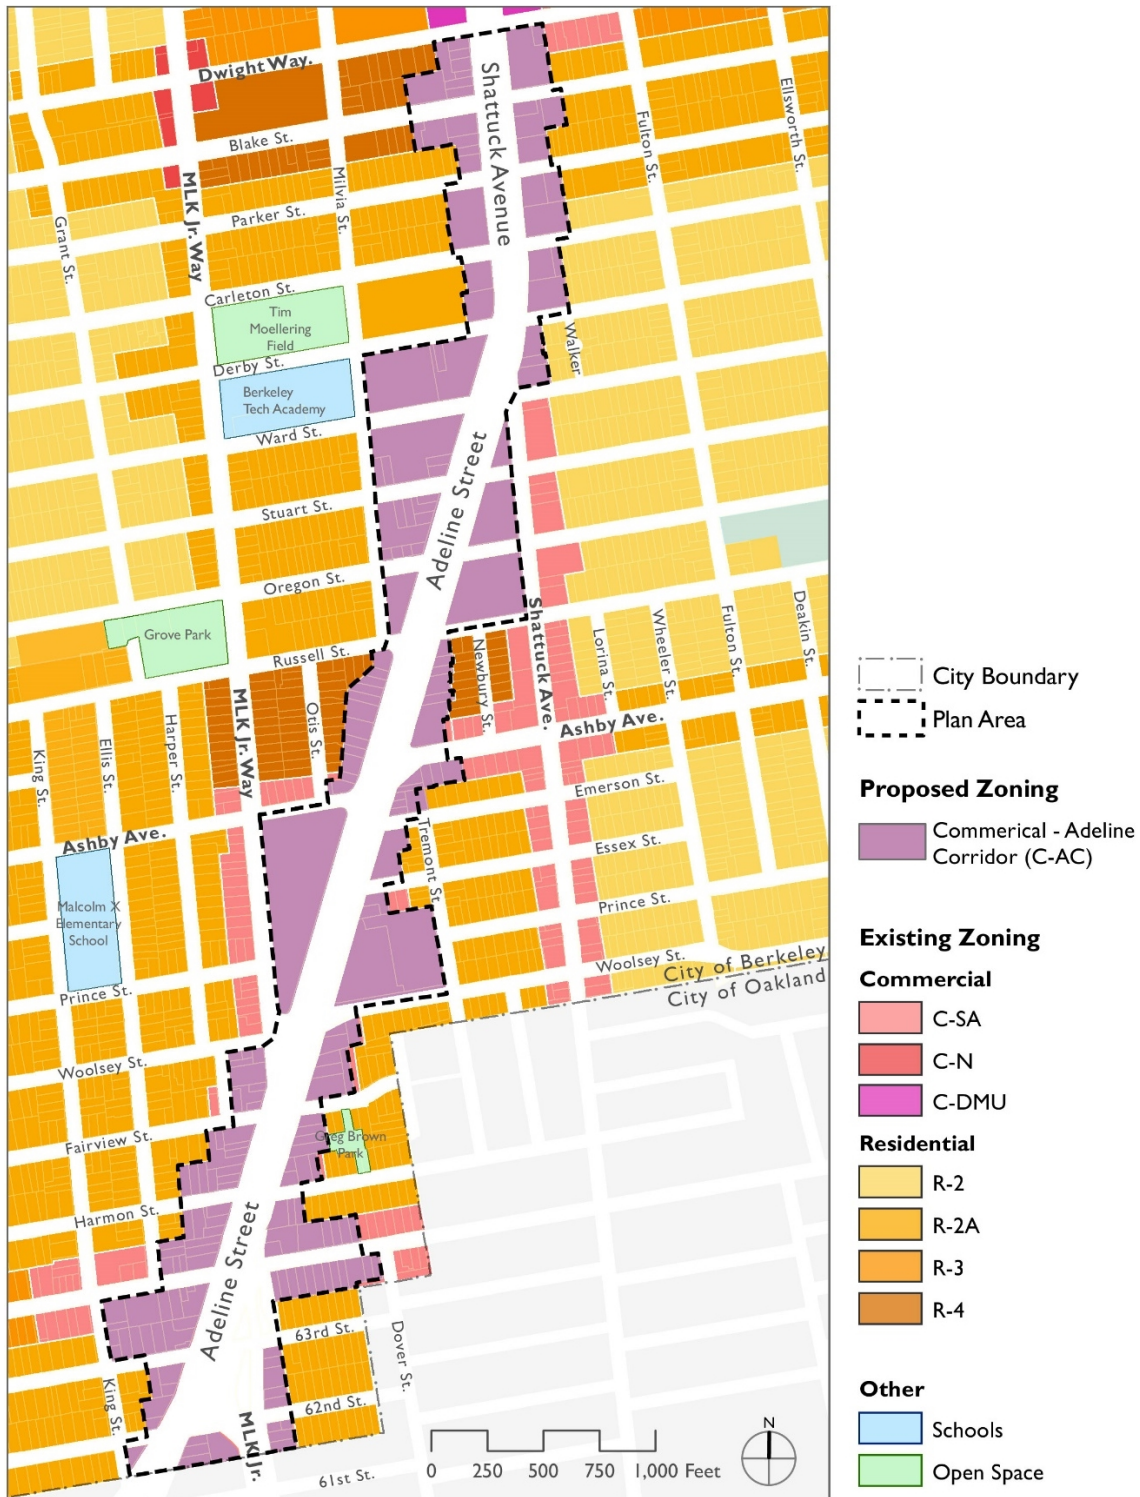 Dwight Way.
Shattuck Avenue
Ellsworth St.
Fulton St.
Blake St.
Milvia St.
MLK Jr. Way
Parker St.
Grant St.
Carleton St.
Tim
Moellering
Field
Walker
Derby St.
Berkeley
Tech Academy
Ward St.
Adeline Street
Stuart St.
Oregon St.
Shattuck Ave.
Grove Park
Newbury St.
Lorina St.
Wheeler St.
Fulton St.
Deakin St.
Russell St.
MLK Jr. Way
Otis St.
Harper St.
Ellis St.
King St.
Ashby Ave.
Emerson St.
Ashby Ave.
Tremont St.
Essex St.
Malcolm X
Elementary
School
Prince St.
Woolsey St.
City of Berkeley
City of Oakland
Prince St.
Woolsey St.
Fairview St.
Greg Brown
Park
Harmon St.
Adeline Street
63rd St.
Dover St.
King St.
62nd St.
MLK Jr.
61st St.
0 250 500 750 1,000 Feet
N
City Boundary
Plan Area
Proposed Zoning
Commerical - Adeline
Corridor (C-AC)
Existing Zoning
Commercial
C-SA
C-N
C-DMU
Residential
R-2
R-2A
R-3
R-4
Other
Schools
Open Space